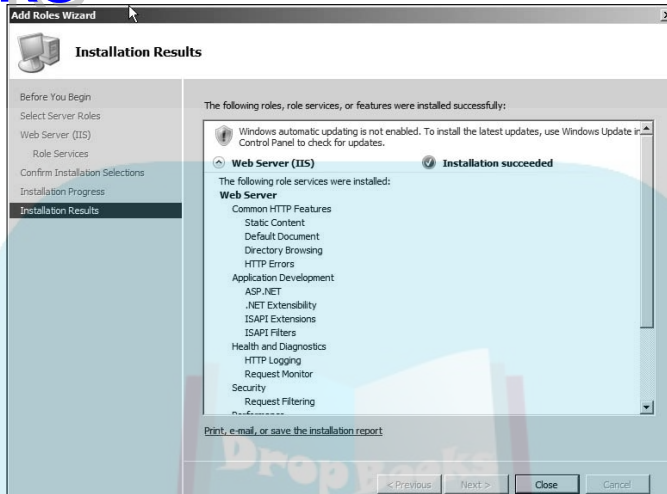 Add Roles Wizard
Installation Results
Before You Begin
Select Server Roles
Web Server (IIS)
Role Services
Confirm Installation Selections
Installation Progress
Installation Results
The following roles, role services, or features were installed successfully:
Windows automatic updating is not enabled. To install the latest updates, use Windows Update in
Control Panel to check for updates.
Web Server (IIS) Installation succeeded
The following role services were installed:
Web Server
Common HTTP Features
Static Content
Default Document
Directory Browsing
HTTP Errors
Application Development
ASP.NET
.NET Extensibility
ISAPI Extensions
ISAPI Filters
Health and Diagnostics
HTTP Logging
Request Monitor
Security
Request Filtering
Print, e-mail, or save the installation report
DropBooks
< Previous Next > Close Cancel